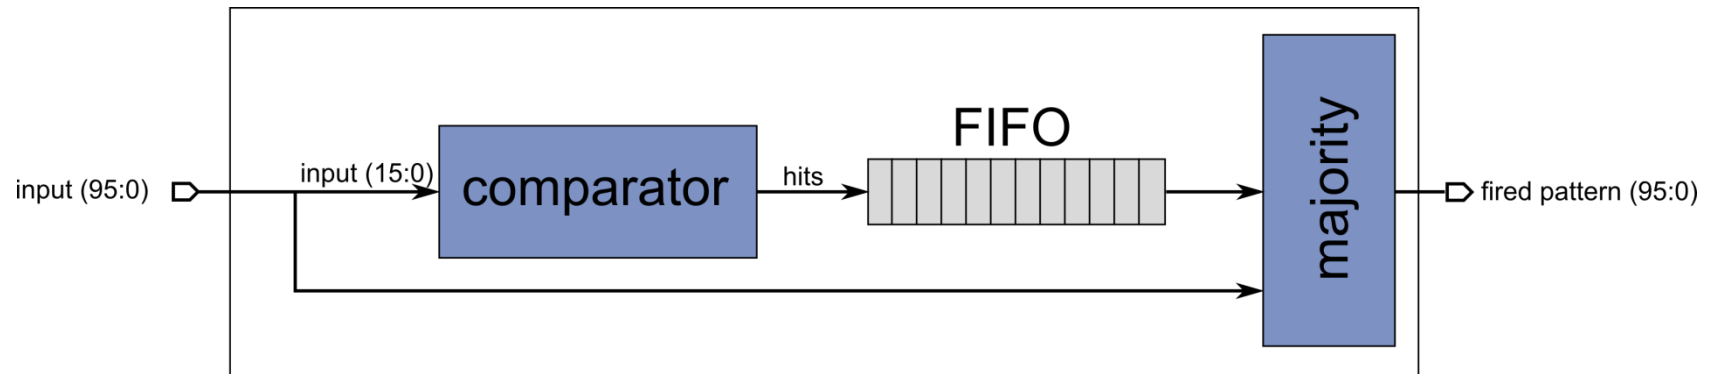 input (95:0)
input (15:0)
comparator
hits
FIFO
majority
fired pattern (95:0)